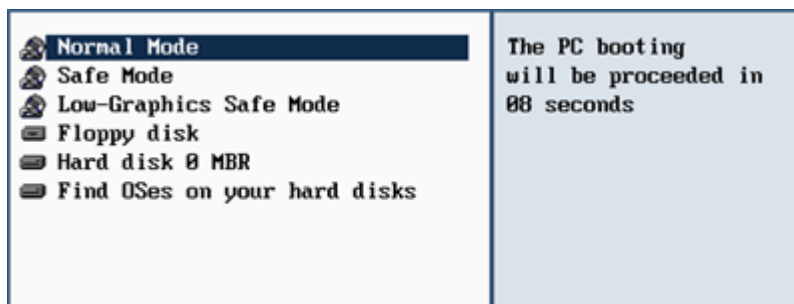 Normal Mode
Safe Mode
Low-Graphics Safe Mode
Floppy disk
Hard disk 0 MBR
Find OSes on your hard disks
The PC booting
will be proceeded in
08 seconds